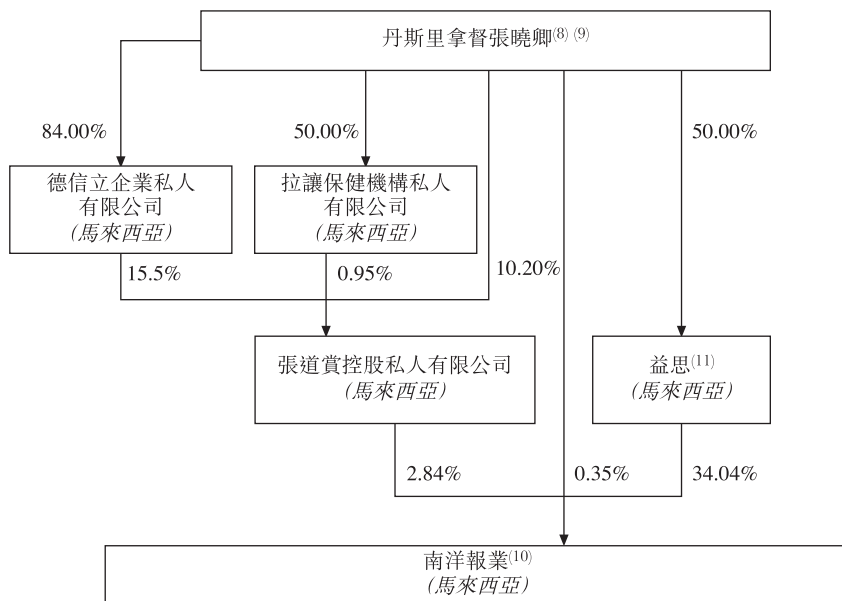 丹斯里拿督張曉卿(8) (9)
84.00%
50.00%
50.00%
德信立企業私人
有限公司
(馬來西亞)
拉讓保健機構私人
有限公司
(馬來西亞)
15.5%
0.95%
10.20%
張道賞控股私人有限公司
(馬來西亞)
益思(11)
(馬來西亞)
2.84%
0.35%
34.04%
南洋報業(10)
(馬來西亞)